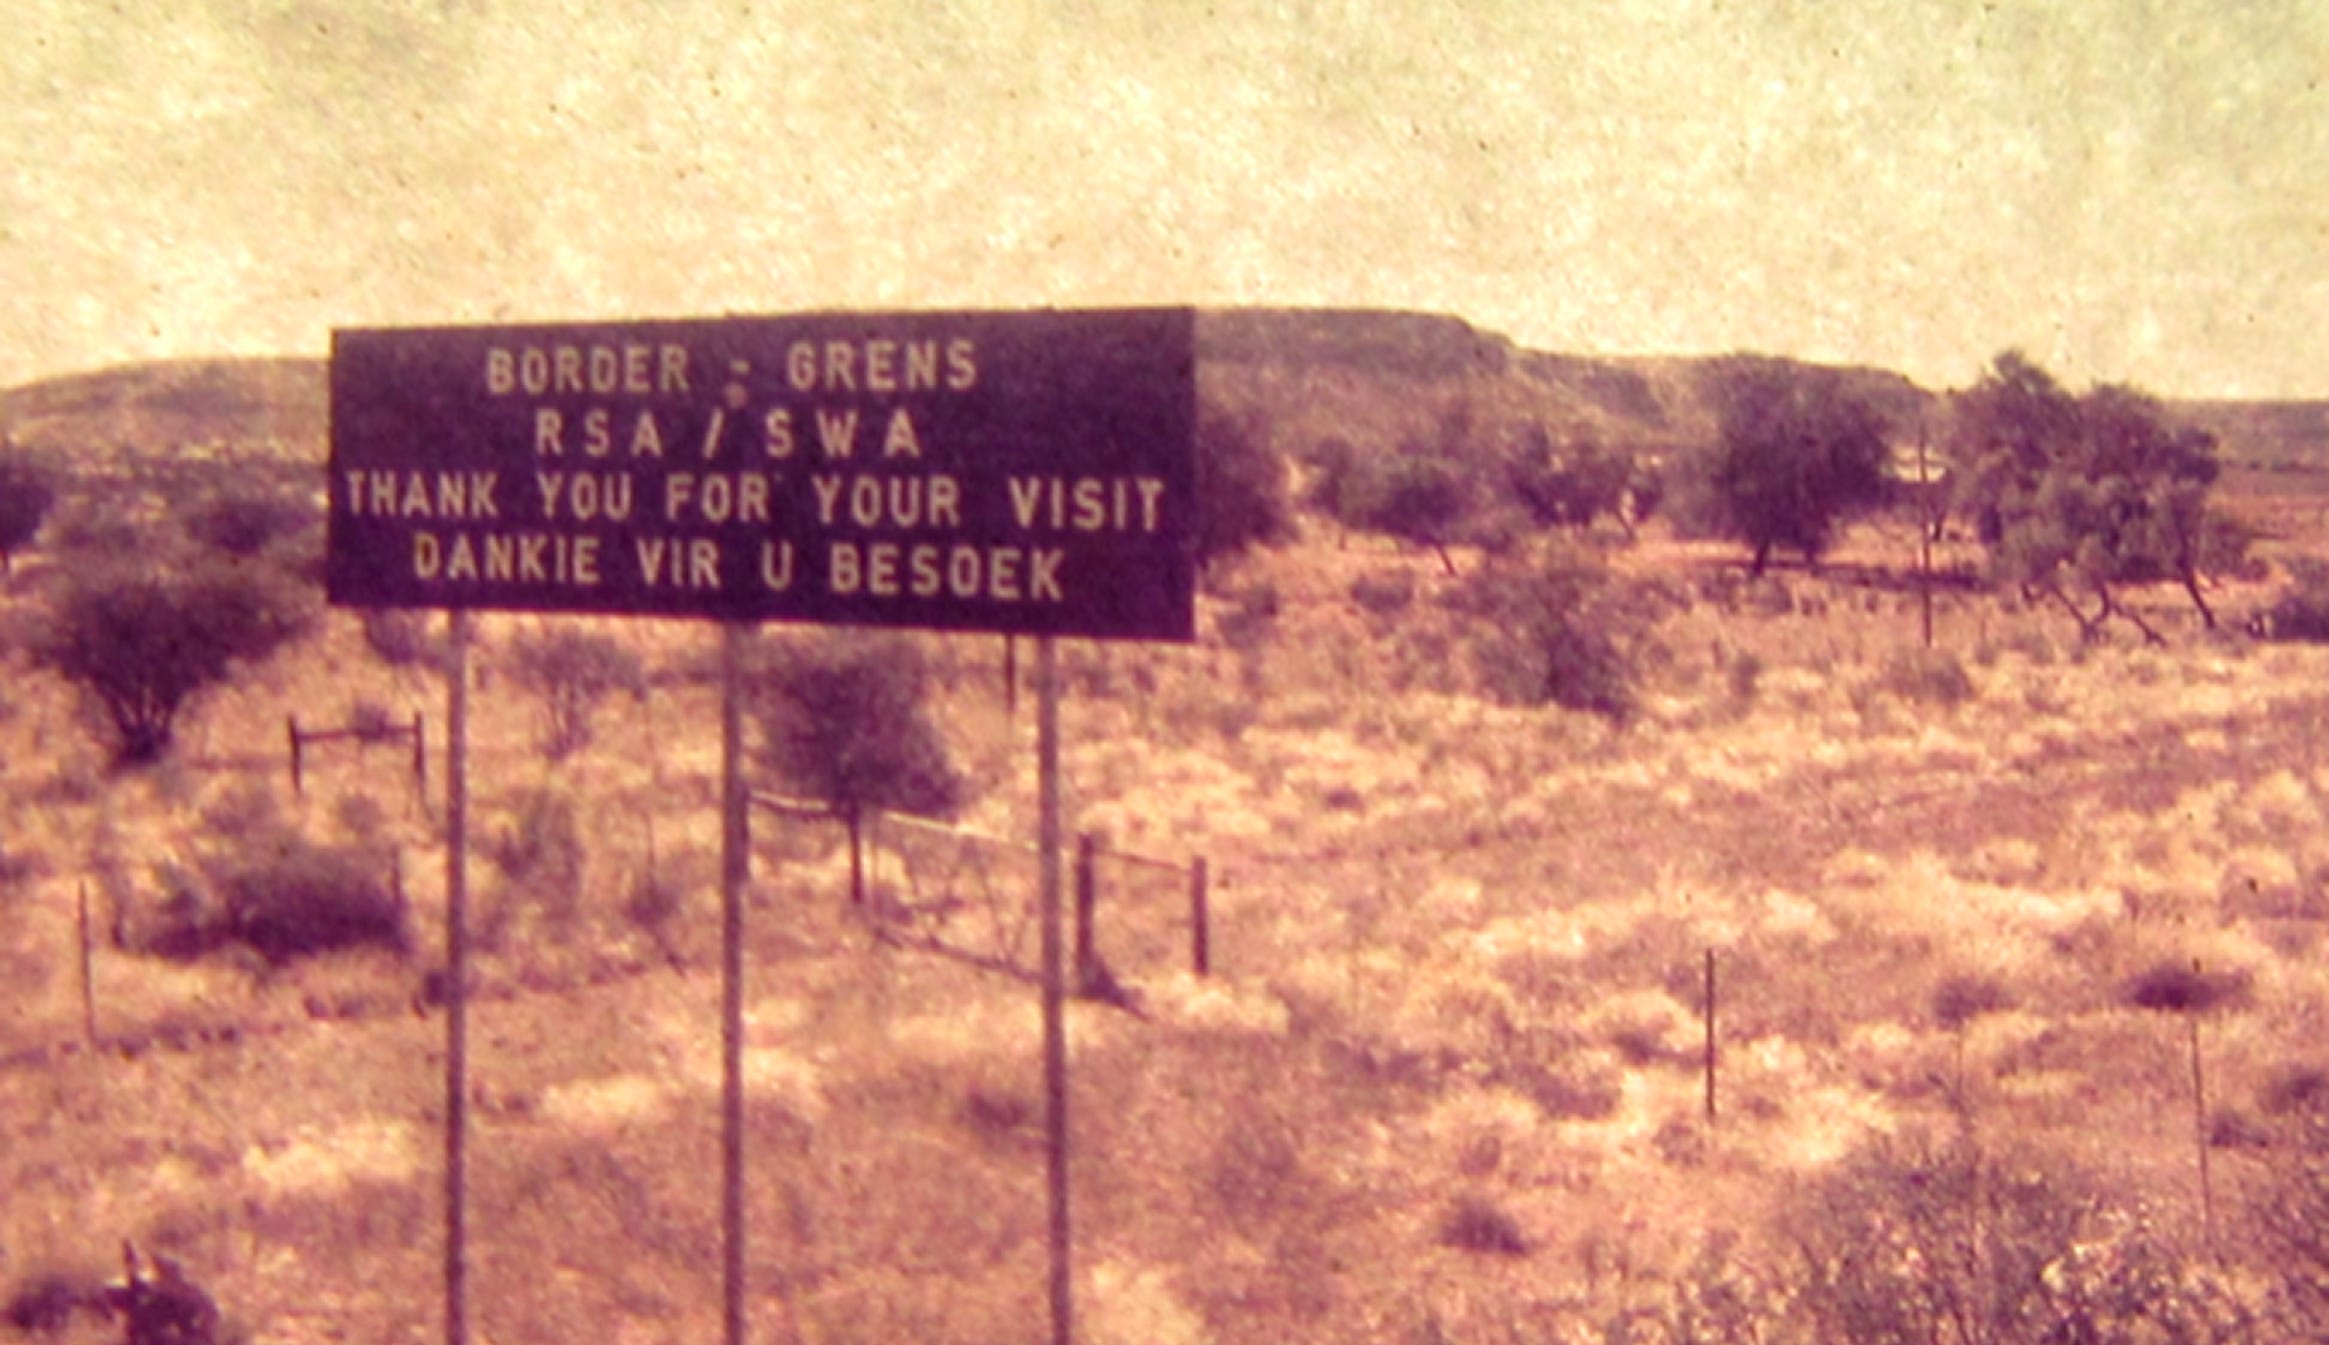 BORDER - GRENS
RSA / SWA
THANK YOU FOR YOUR VISIT
DANKIE VIR U BESOEK